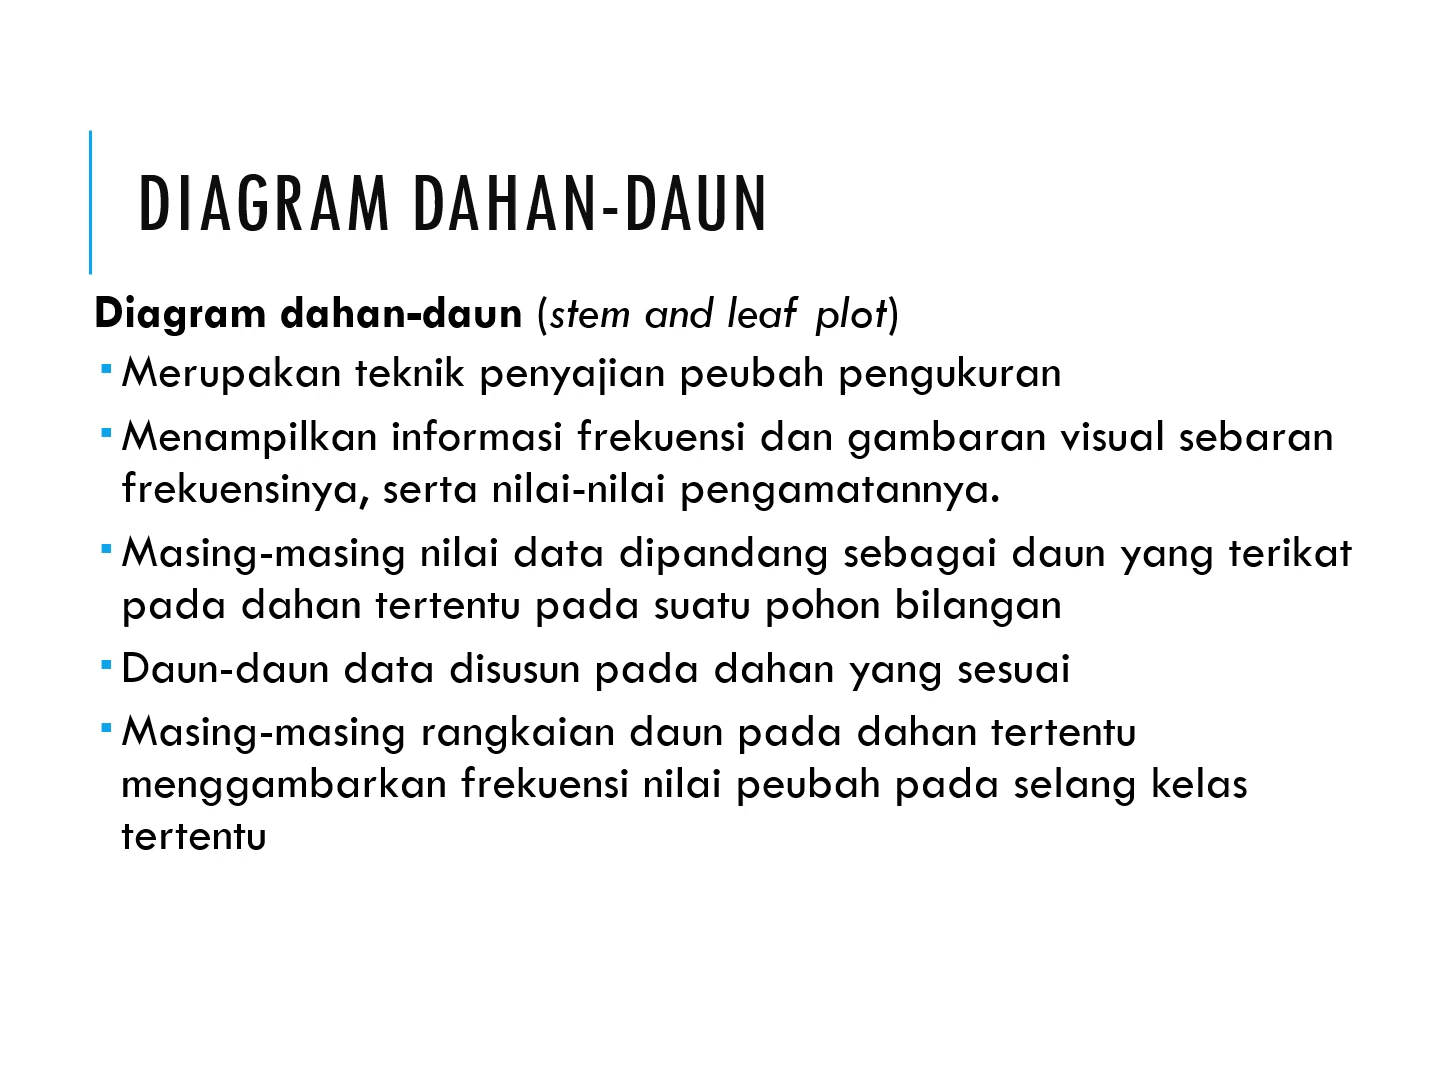 DIAGRAM DAHAN-DAUN
Diagram dahan-daun (stem and leaf plot)
▪ Merupakan teknik penyajian peubah pengukuran
▪ Menampilkan informasi frekuensi dan gambaran visual sebaran
frekuensinya, serta nilai-nilai pengamatannya.
▪ Masing-masing nilai data dipandang sebagai daun yang terikat
pada dahan tertentu pada suatu pohon bilangan
▪ Daun-daun data disusun pada dahan yang sesuai
▪ Masing-masing rangkaian daun pada dahan tertentu
menggambarkan frekuensi nilai peubah pada selang kelas
tertentu